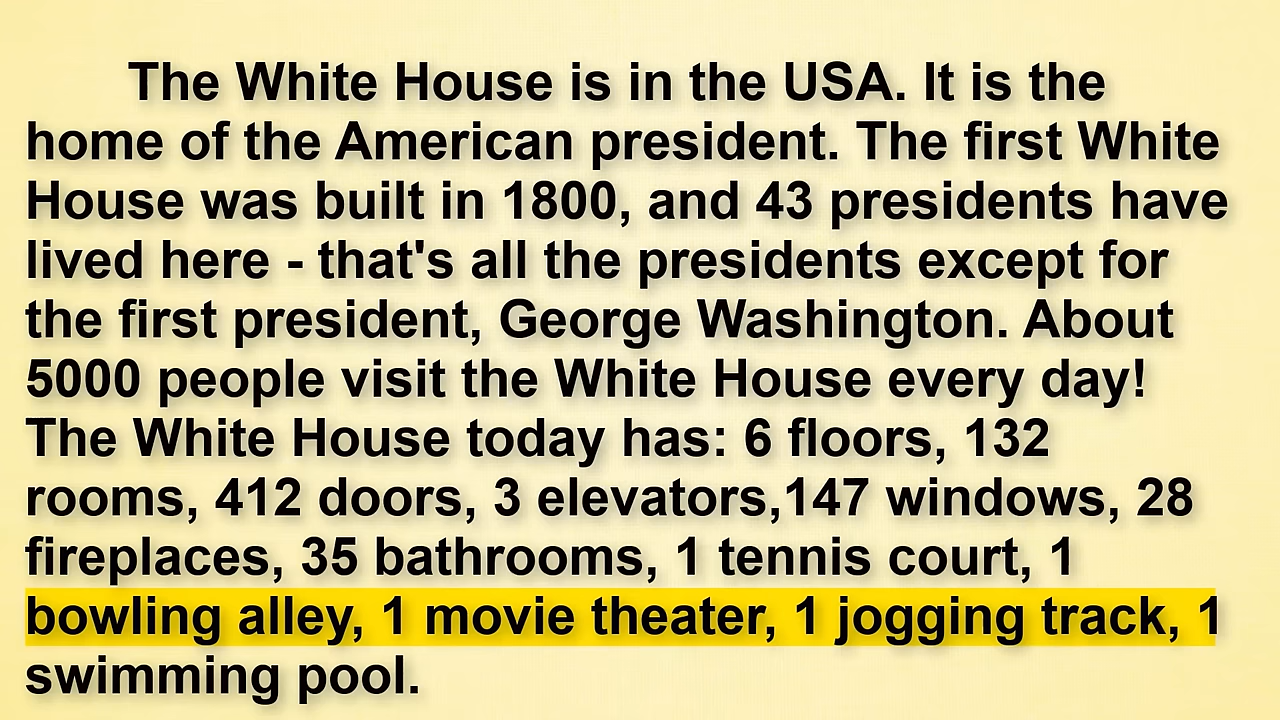 The White House is in the USA. It is the
home of the American president. The first White
House was built in 1800, and 43 presidents have
lived here - that's all the presidents except for
the first president, George Washington. About
5000 people visit the White House every day!
The White House today has: 6 floors, 132
rooms, 412 doors, 3 elevators,147 windows, 28
fireplaces, 35 bathrooms, 1 tennis court, 1
bowling alley, 1 movie theater, 1 jogging track, 1
swimming pool.